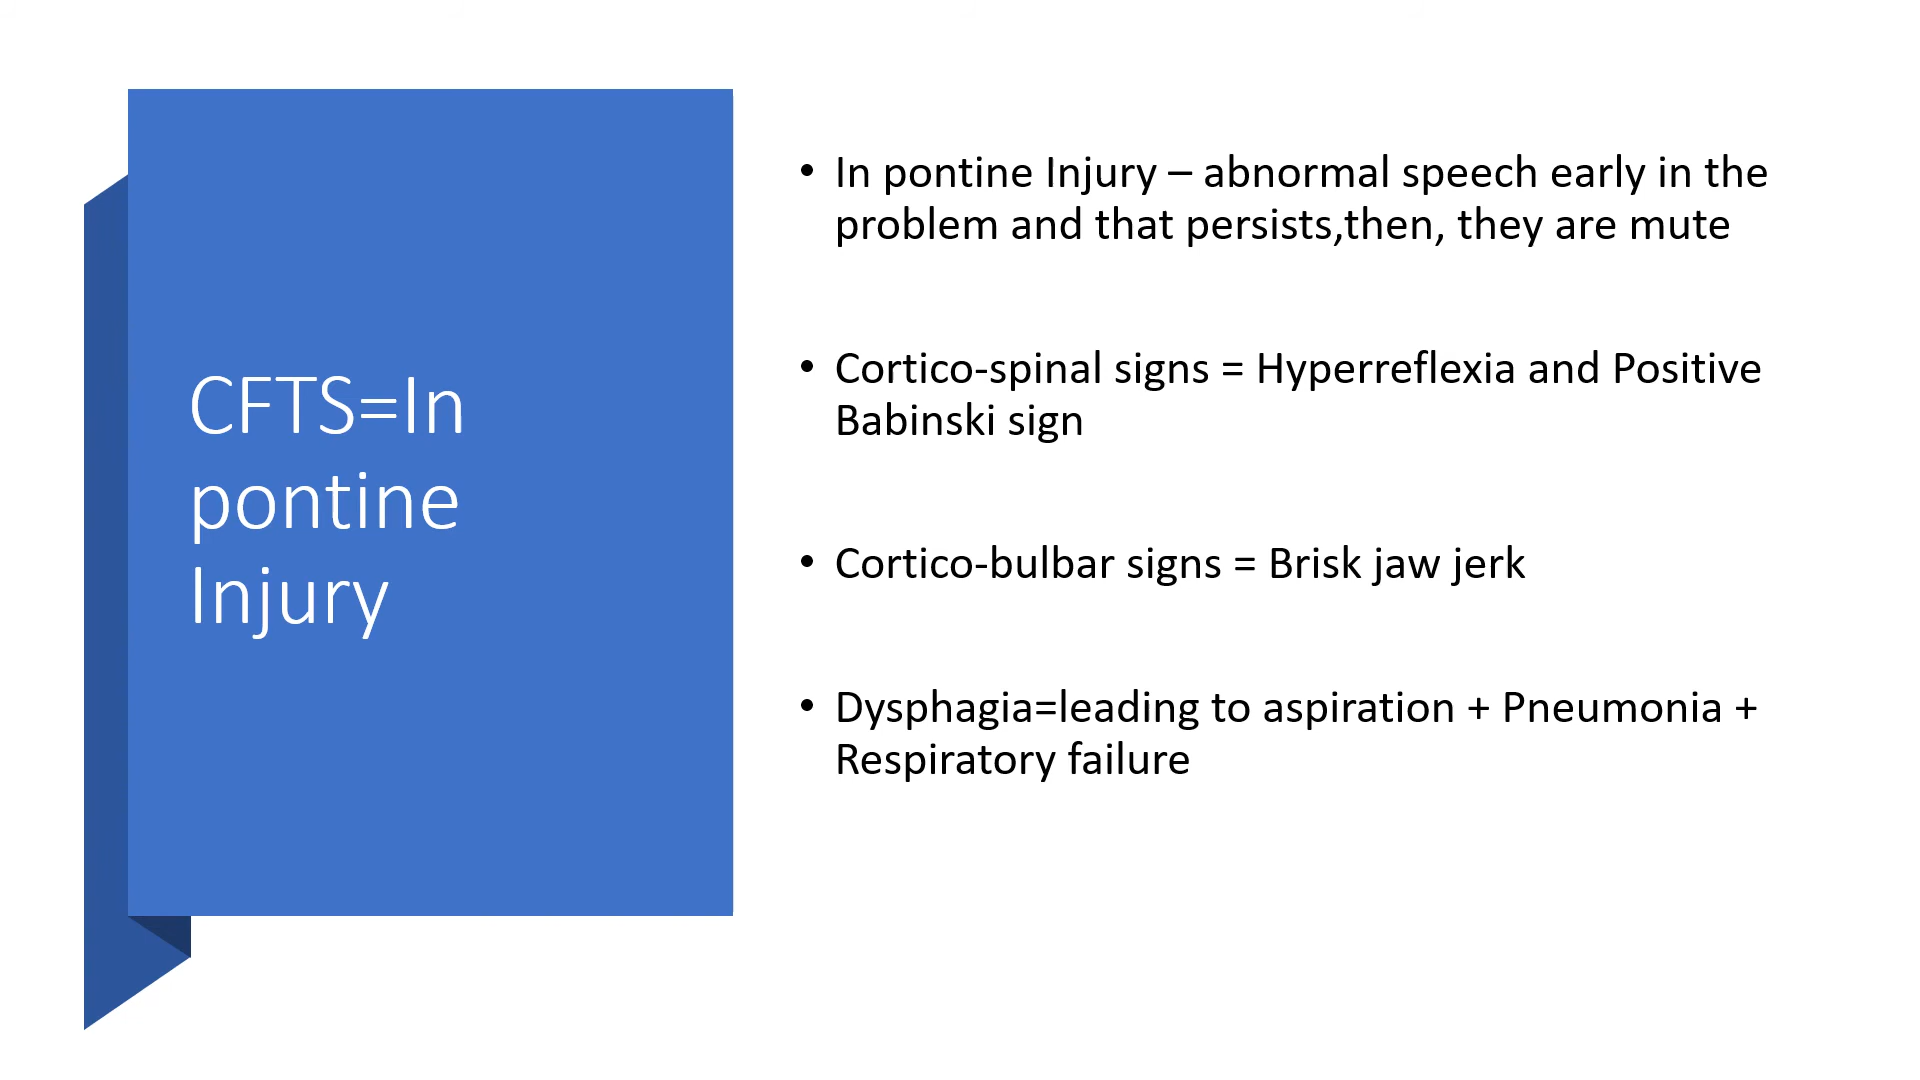 CFTS=In
pontine
Injury
• In pontine Injury – abnormal speech early in the
problem and that persists,then, they are mute
• Cortico-spinal signs = Hyperreflexia and Positive
Babinski sign
• Cortico-bulbar signs = Brisk jaw jerk
• Dysphagia=leading to aspiration + Pneumonia +
Respiratory failure